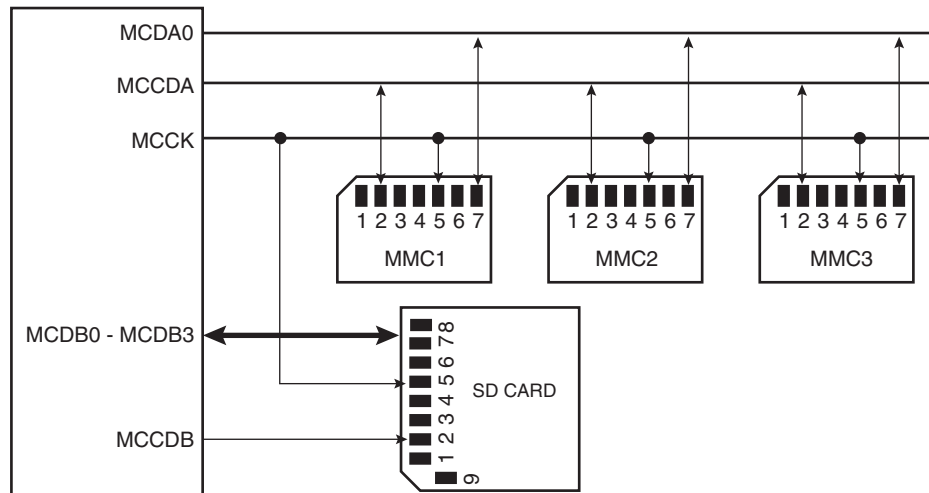 MCDA0
MCCDA
MCCK
1 2 3 4 5 6 7
MMC1
1 2 3 4 5 6 7
MMC2
1 2 3 4 5 6 7
MMC3
MCDB0 - MCDB3
MCCDB
1 2 3 4 5 6 7 8
9
SD CARD